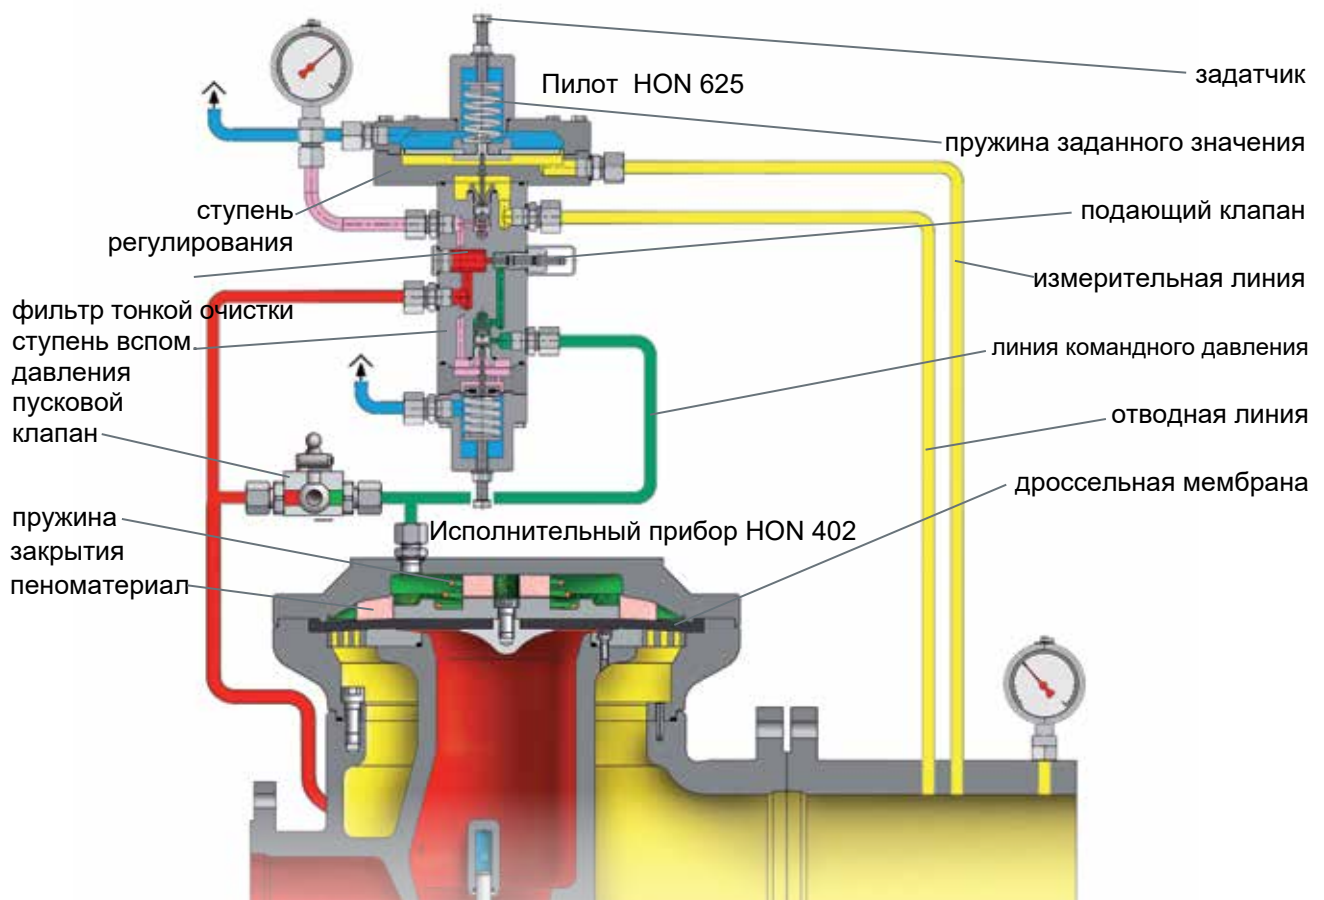 Пилот HON 625
задатчик
пружина заданного значения
ступень
регулирования
подающий клапан
измерительная линия
фильтр тонкой очистки
ступень вспом
давления
линия командного давления
пусковой
клапан
отводная линия
дроссельная мембрана
пружина
закрытия
Исполнительный прибор HON 402
пеноматериал